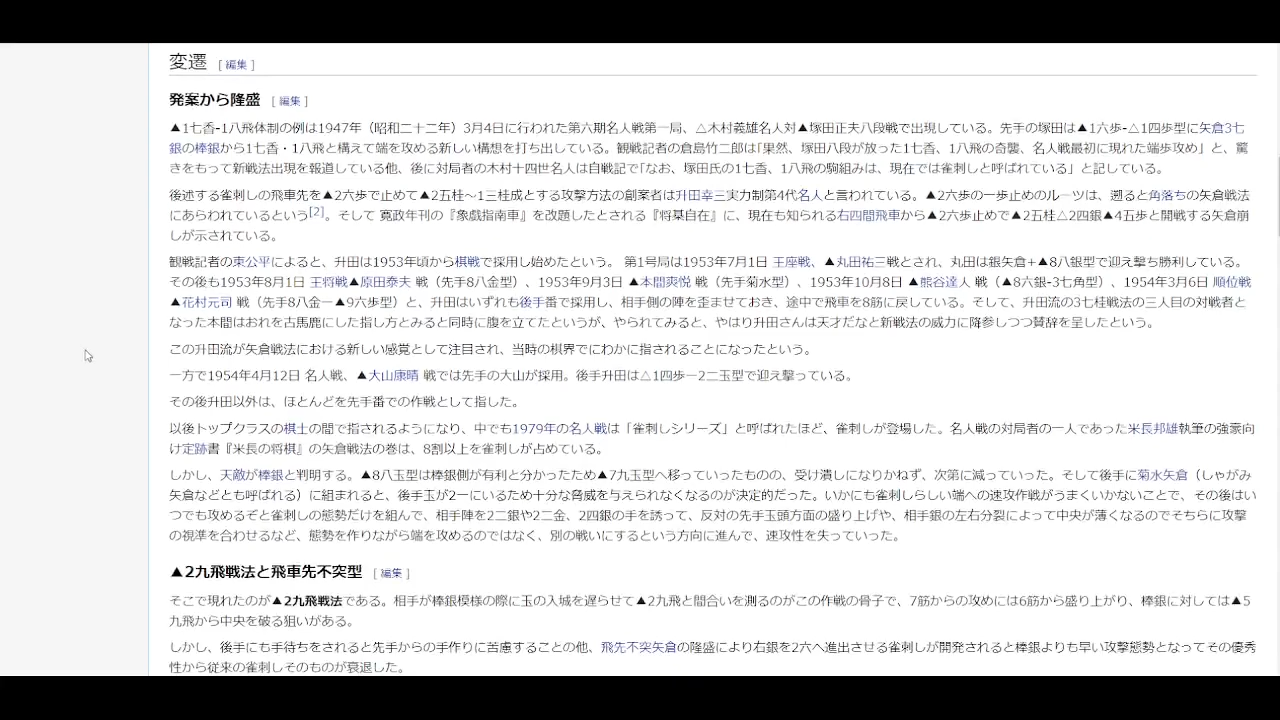 変遷 [ 編集 ]
発案から隆盛 [ 編集 ]
▲1七香-1八飛体制の例は1947年（昭和二十二年）3月4日に行われた第六期名人戦第一局、△木村義雄名人対▲塚田正夫八段戦で出現している。先手の塚田は▲1六歩-△1四歩型に矢倉3七
銀の棒銀から1七香・1八飛と構えて端を攻める新しい構想を打ち出している。観戦記者の倉島竹二郎は「果然、塚田八段が放った1七香、1八飛の奇襲、名人戦最初に現れた端歩攻め」と、驚
きをもって新戦法出現を報道している他、後に対局者の木村十四世名人は自戦記で「なお、塚田氏の1七香、1八飛の駒組みは、現在では雀刺しと呼ばれている」と記している。
後述する雀刺しの飛車先を▲2六歩で止めて▲2五桂～1三桂成とする攻撃方法の創案者は升田幸三実力制第4代名人と言われている。▲2六歩の一歩止めのルーツは、遡ると角落ちの矢倉戦法
にあらわれているという[2]。そして 寛政年刊の『象戯指南車』を改題したとされる『将棊自在』に、現在も知られる右四間飛車から▲2六歩止めで▲2五桂△2四銀▲4五歩と開戦する矢倉崩
しが示されている。
観戦記者の東公平によると、升田は1953年頃から棋戦で採用し始めたという。 第1号局は1953年7月1日 王座戦、▲丸田祐三戦とされ、丸田は銀矢倉+▲8八銀型で迎え撃ち勝利している。
その後も1953年8月1日 王将戦▲原田泰夫 戦（先手8八金型）、1953年9月3日 ▲本間爽悦 戦（先手菊水型）、1953年10月8日 ▲熊谷達人 戦（▲8六銀-3七角型）、1954年3月6日 順位戦
▲花村元司 戦（先手8八金―▲9六歩型）と、升田はいずれも後手番で採用し、相手側の陣を歪ませておき、途中で飛車を8筋に戻している。そして、升田流の3七桂戦法の三人目の対戦者と
なった本間はおれを古馬鹿にした指し方とみると同時に腹を立てたというが、やられてみると、やはり升田さんは天才だなと新戦法の威力に降参しつつ賛辞を呈したという。
この升田流が矢倉戦法における新しい感覚として注目され、当時の棋界でにわかに指されることになったという。
一方で1954年4月12日 名人戦、▲大山康晴 戦では先手の大山が採用。後手升田は△1四歩―2二玉型で迎え撃っている。
その後升田以外は、ほとんどを先手番での作戦として指した。
以後トップクラスの棋士の間で指されるようになり、中でも1979年の名人戦は「雀刺しシリーズ」と呼ばれたほど、雀刺しが登場した。名人戦の対局者の一人であった米長邦雄執筆の強豪向
け定跡書『米長の将棋』の矢倉戦法の巻は、8割以上を雀刺しが占めている。
しかし、天敵が棒銀と判明する。▲8八玉型は棒銀側が有利と分かったため▲7九玉型へ移っていったものの、受け潰しになりかねず、次第に減っていった。そして後手に菊水矢倉（しゃがみ
矢倉などとも呼ばれる）に組まれると、後手玉が2一にいるため十分な脅威を与えられなくなるのが決定的だった。いかにも雀刺しらしい端への速攻作戦がうまくいかないことで、その後はい
つでも攻めるぞと雀刺しの態勢だけを組んで、相手陣を2二銀や2二金、2四銀の手を誘って、反対の先手玉頭方面の盛り上げや、相手銀の左右分裂によって中央が薄くなるのでそちらに攻撃
の視準を合わせるなど、態勢を作りながら端を攻めるのではなく、別の戦いにするという方向に進んで、速攻性を失っていった。
▲2九飛戦法と飛車先不突型 [ 編集 ]
そこで現れたのが▲2九飛戦法である。相手が棒銀模様の際に玉の入城を遅らせて▲2九飛と間合いを測るのがこの作戦の骨子で、7筋からの攻めには6筋から盛り上がり、棒銀に対しては▲5
九飛から中央を破る狙いがある。
しかし、後手にも手待ちをされると先手からの手作りに苦慮することの他、飛先不突矢倉の隆盛により右銀を2六へ進出させる雀刺しが開発されると棒銀よりも早い攻撃態勢となってその優秀
性から従来の雀刺しそのものが衰退した。